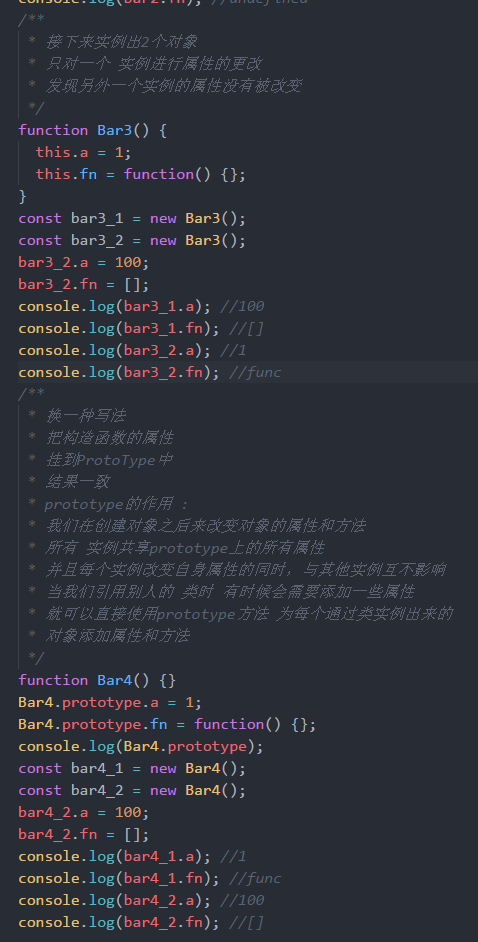 console.log(bar2.fn); //undefined
/**
* 接下来实例出2个对象
* 只对一个 实例进行属性的更改
* 发现另外一个实例的属性没有被改变
*/
function Bar3() {
this.a = 1;
this.fn = function() {};
}
const bar3_1 = new Bar3();
const bar3_2 = new Bar3();
bar3_2.a = 100;
bar3_2.fn = [];
console.log(bar3_1.a); //100
console.log(bar3_1.fn); //[]
console.log(bar3_2.a); //1
console.log(bar3_2.fn); //func
/**
* 换一种写法
* 把构造函数的属性
* 挂到ProtoType中
* 结果一致
* prototype的作用 :
* 我们在创建对象之后来改变对象的属性和方法
* 所有 实例共享prototype上的所有属性
* 并且每个实例改变自身属性的同时，与其他实例互不影响
* 当我们引用别人的 类时 有时候会需要添加一些属性
* 就可以直接使用prototype方法 为每个通过类实例出来的
* 对象添加属性和方法
*/
function Bar4() {}
Bar4.prototype.a = 1;
Bar4.prototype.fn = function() {};
console.log(Bar4.prototype);
const bar4_1 = new Bar4();
const bar4_2 = new Bar4();
bar4_2.a = 100;
bar4_2.fn = [];
console.log(bar4_1.a); //1
console.log(bar4_1.fn); //func
console.log(bar4_2.a); //100
console.log(bar4_2.fn); //[]